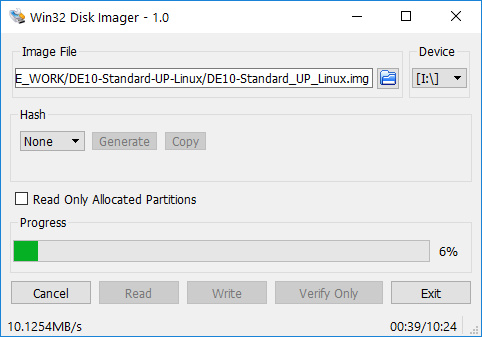 Win32 Disk Imager - 1.0
Image File
Device
E_WORK/DE10-Standard-UP-Linux/DE10-Standard_UP_Linux.img
[I:\]
Hash
None
Generate
Copy
Read Only Allocated Partitions
Progress
6%
Cancel
Read
Write
Verify Only
Exit
10.1254MB/s
00:39/10:24